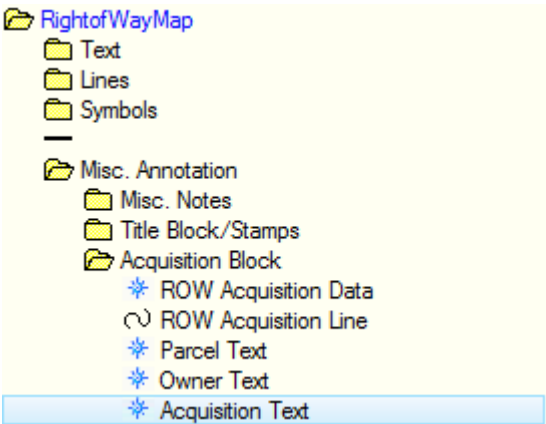 RightofWayMap
Text
Lines
Symbols
Misc. Annotation
Misc. Notes
Title Block/Stamps
Acquisition Block
ROW Acquisition Data
ROW Acquisition Line
Parcel Text
Owner Text
Acquisition Text